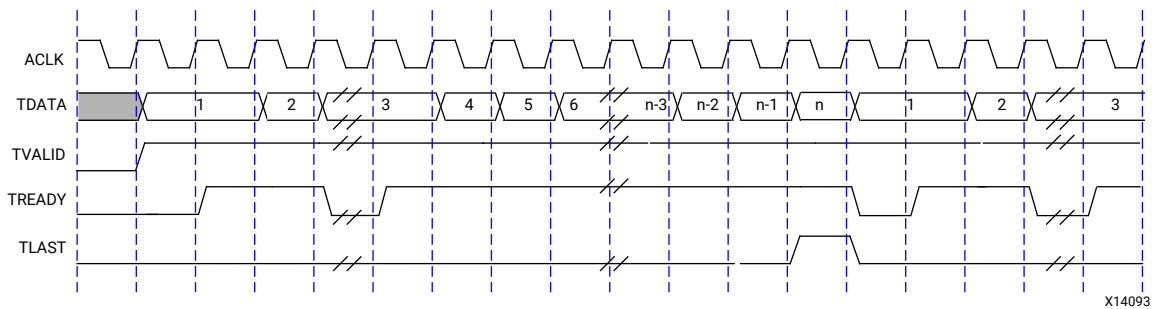 ACLK
TDATA 1 2 3 4 5 6 n-3 n-2 n-1 n 1 2 3
TVALID
TREADY
TLAST
X14093